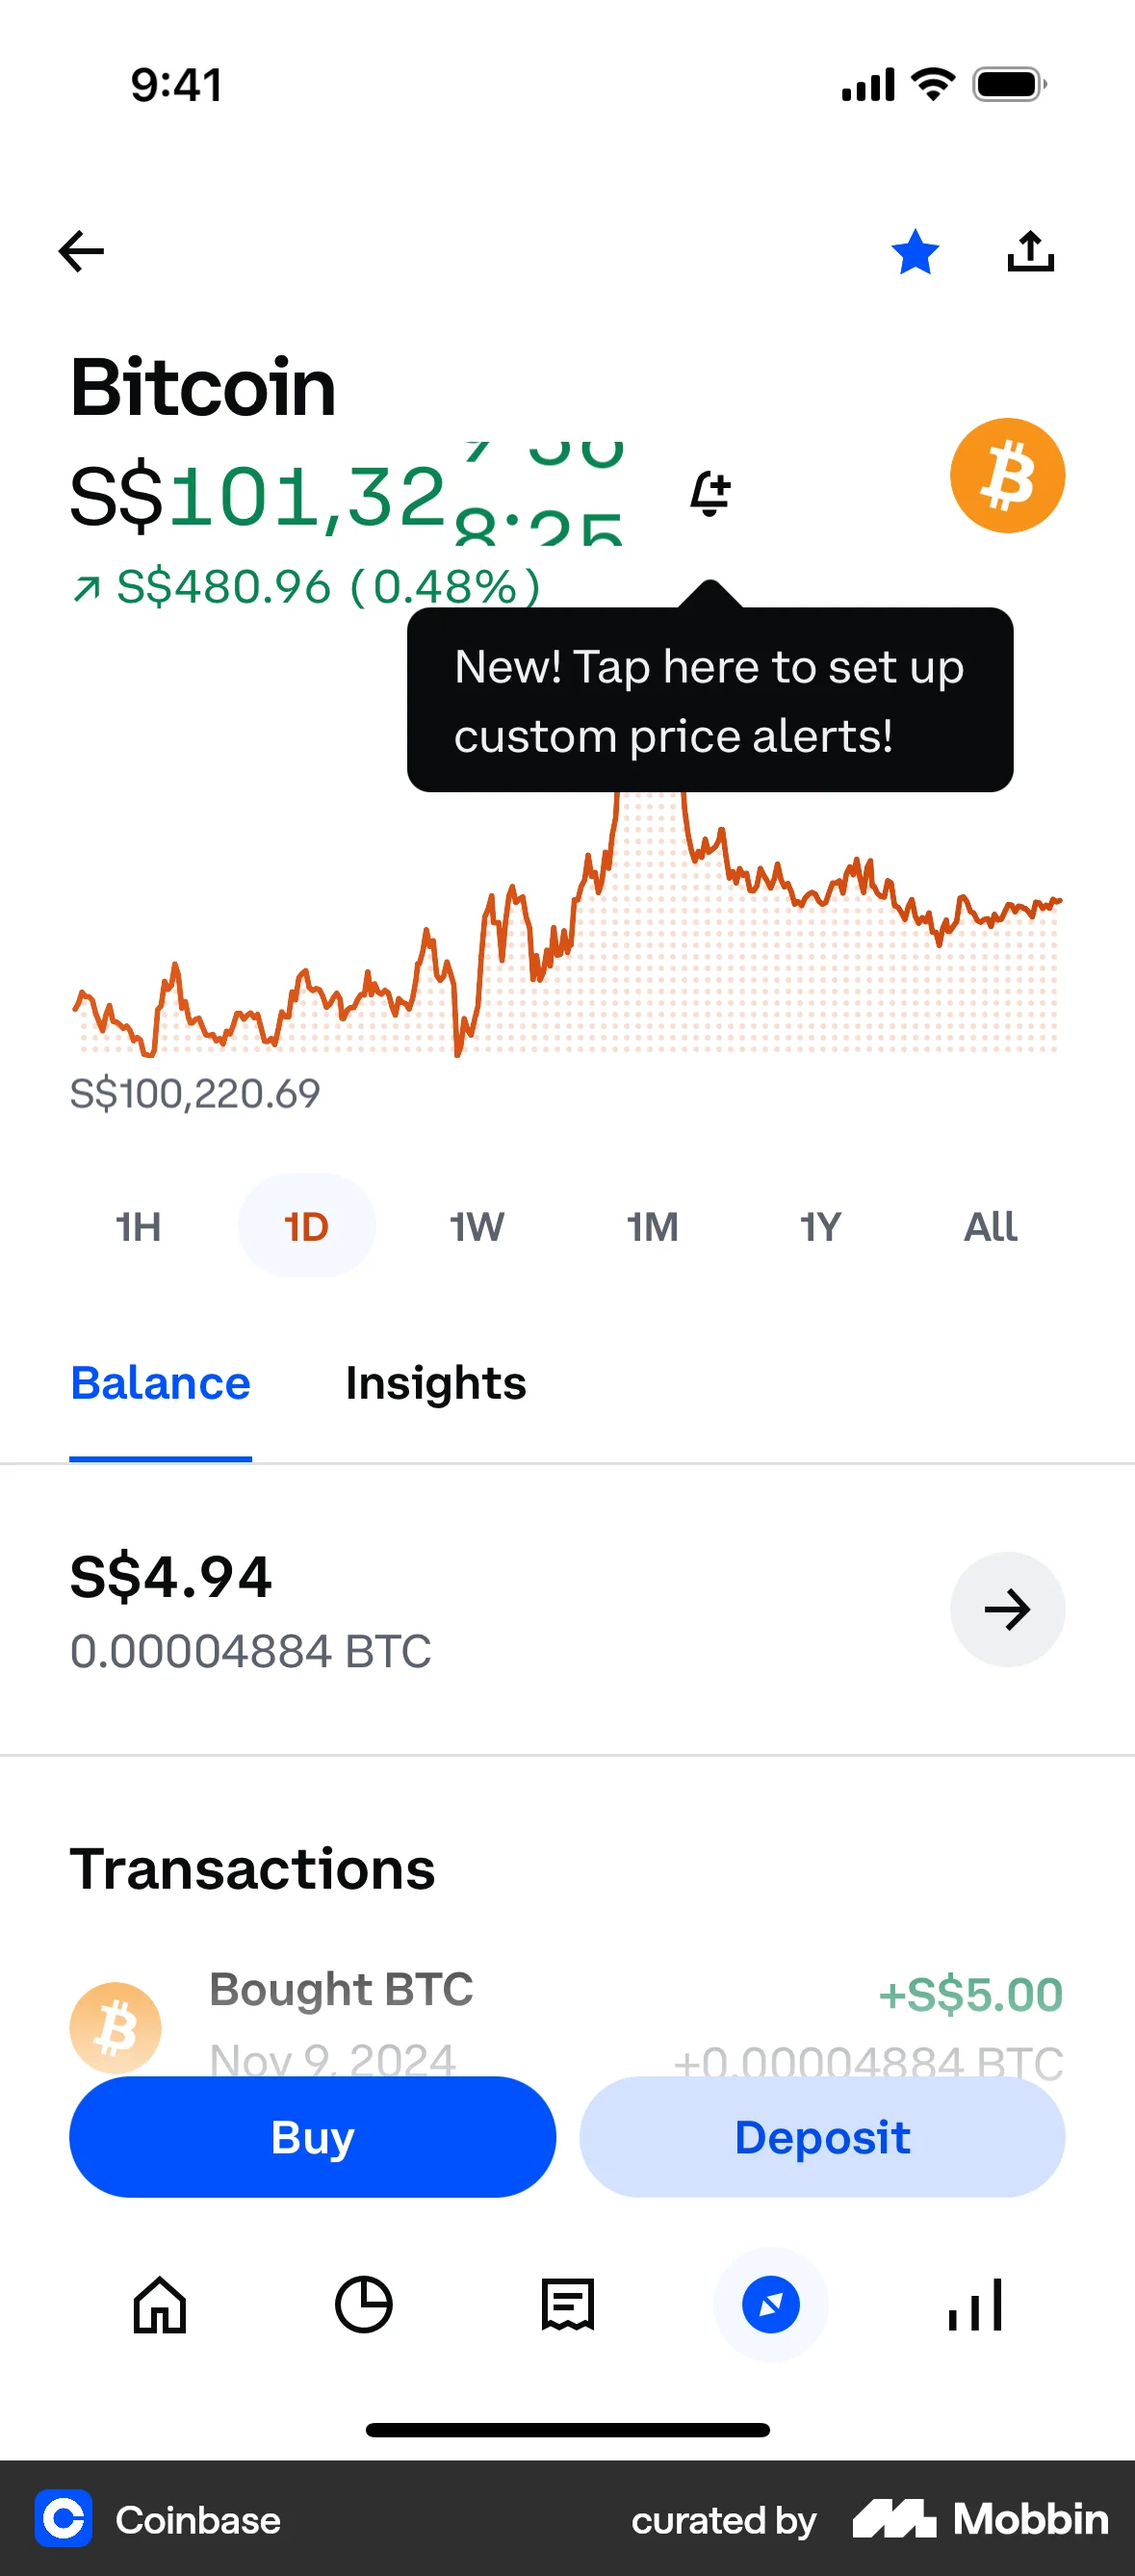 9:41
Bitcoin
S$101,32
↗ S$480.96 (0.48%)
New! Tap here to set up
custom price alerts!
S$100,220.69
1H 1D 1W 1M 1Y All
Balance Insights
S$4.94
0.00004884 BTC
Transactions
Bought BTC +S$5.00
Nov 9, 2024 +0.00004884 BTC
Buy Deposit
Coinbase curated by Mobbin